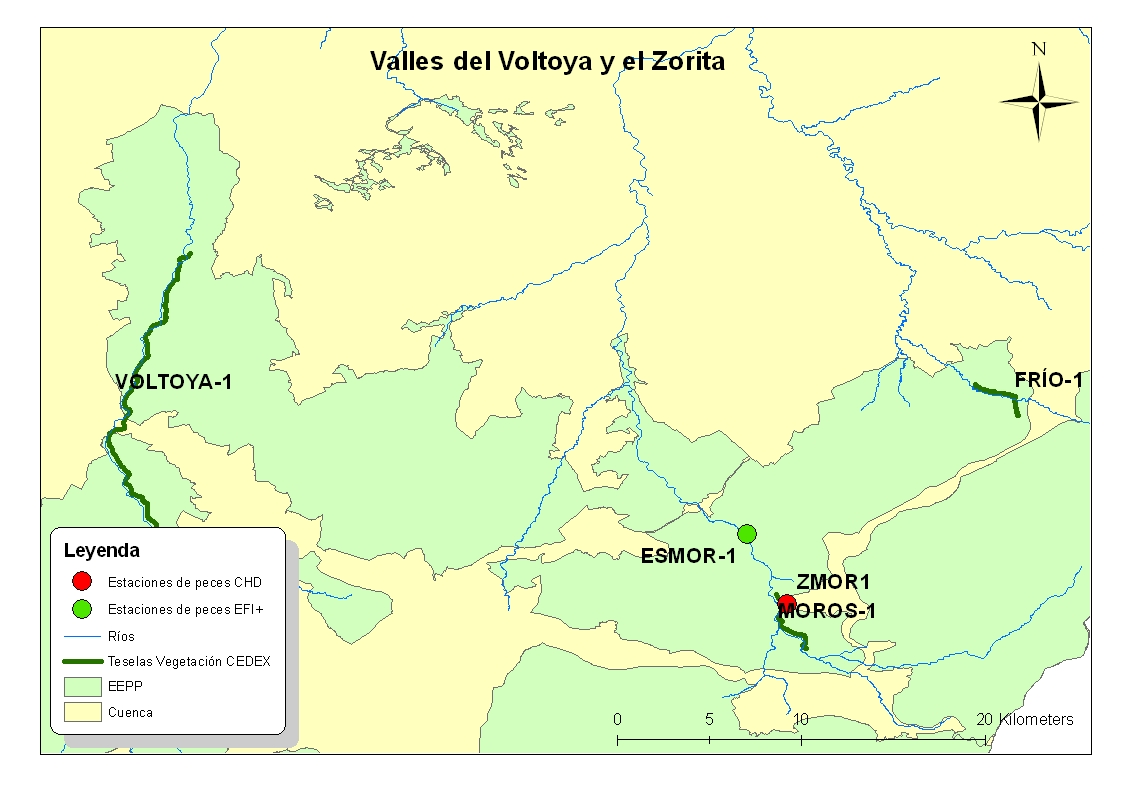 Valles del Voltoya y el Zorita
N
VOLTOYA-1
FRÍO-1
ESMOR-1
ZMOR1
MOROS-1
Leyenda
Estaciones de peces CHD
Estaciones de peces EFI+
Ríos
Teselas Vegetación CEDEX
EEPP
Cuenca
0 5 10 20 Kilometers